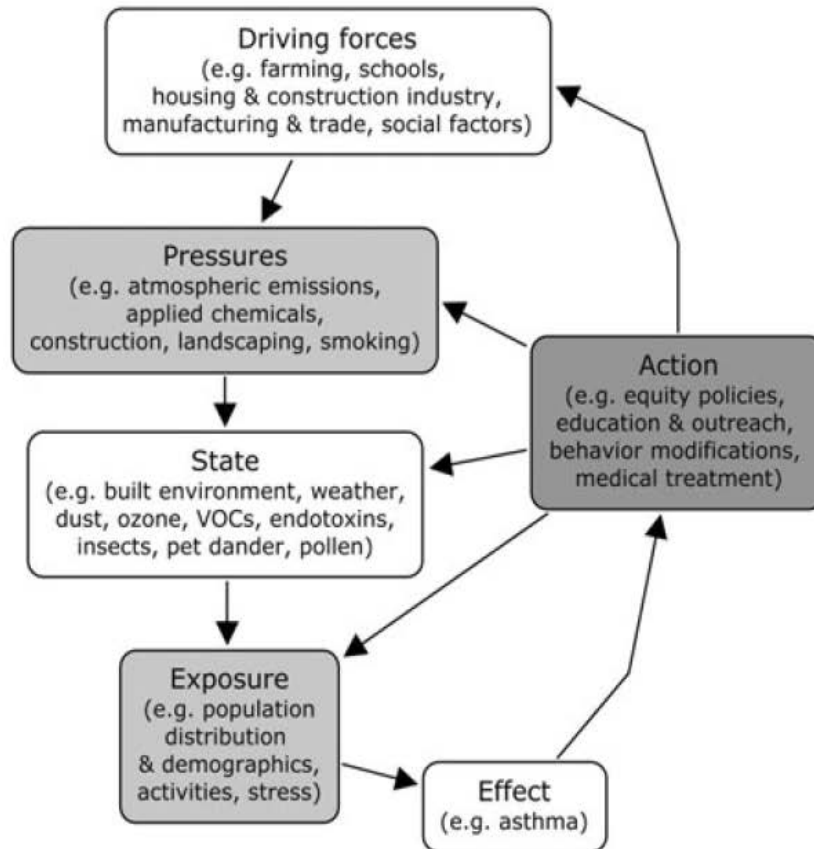 Driving forces
(e.g. farming, schools,
housing & construction industry,
manufacturing & trade, social factors)
Pressures
(e.g. atmospheric emissions,
applied chemicals,
construction, landscaping, smoking)
Action
(e.g. equity policies,
education & outreach,
behavior modifications,
medical treatment)
State
(e.g. built environment, weather,
dust, ozone, VOCs, endotoxins,
insects, pet dander, pollen)
Exposure
(e.g. population
distribution
& demographics,
activities, stress)
Effect
(e.g. asthma)